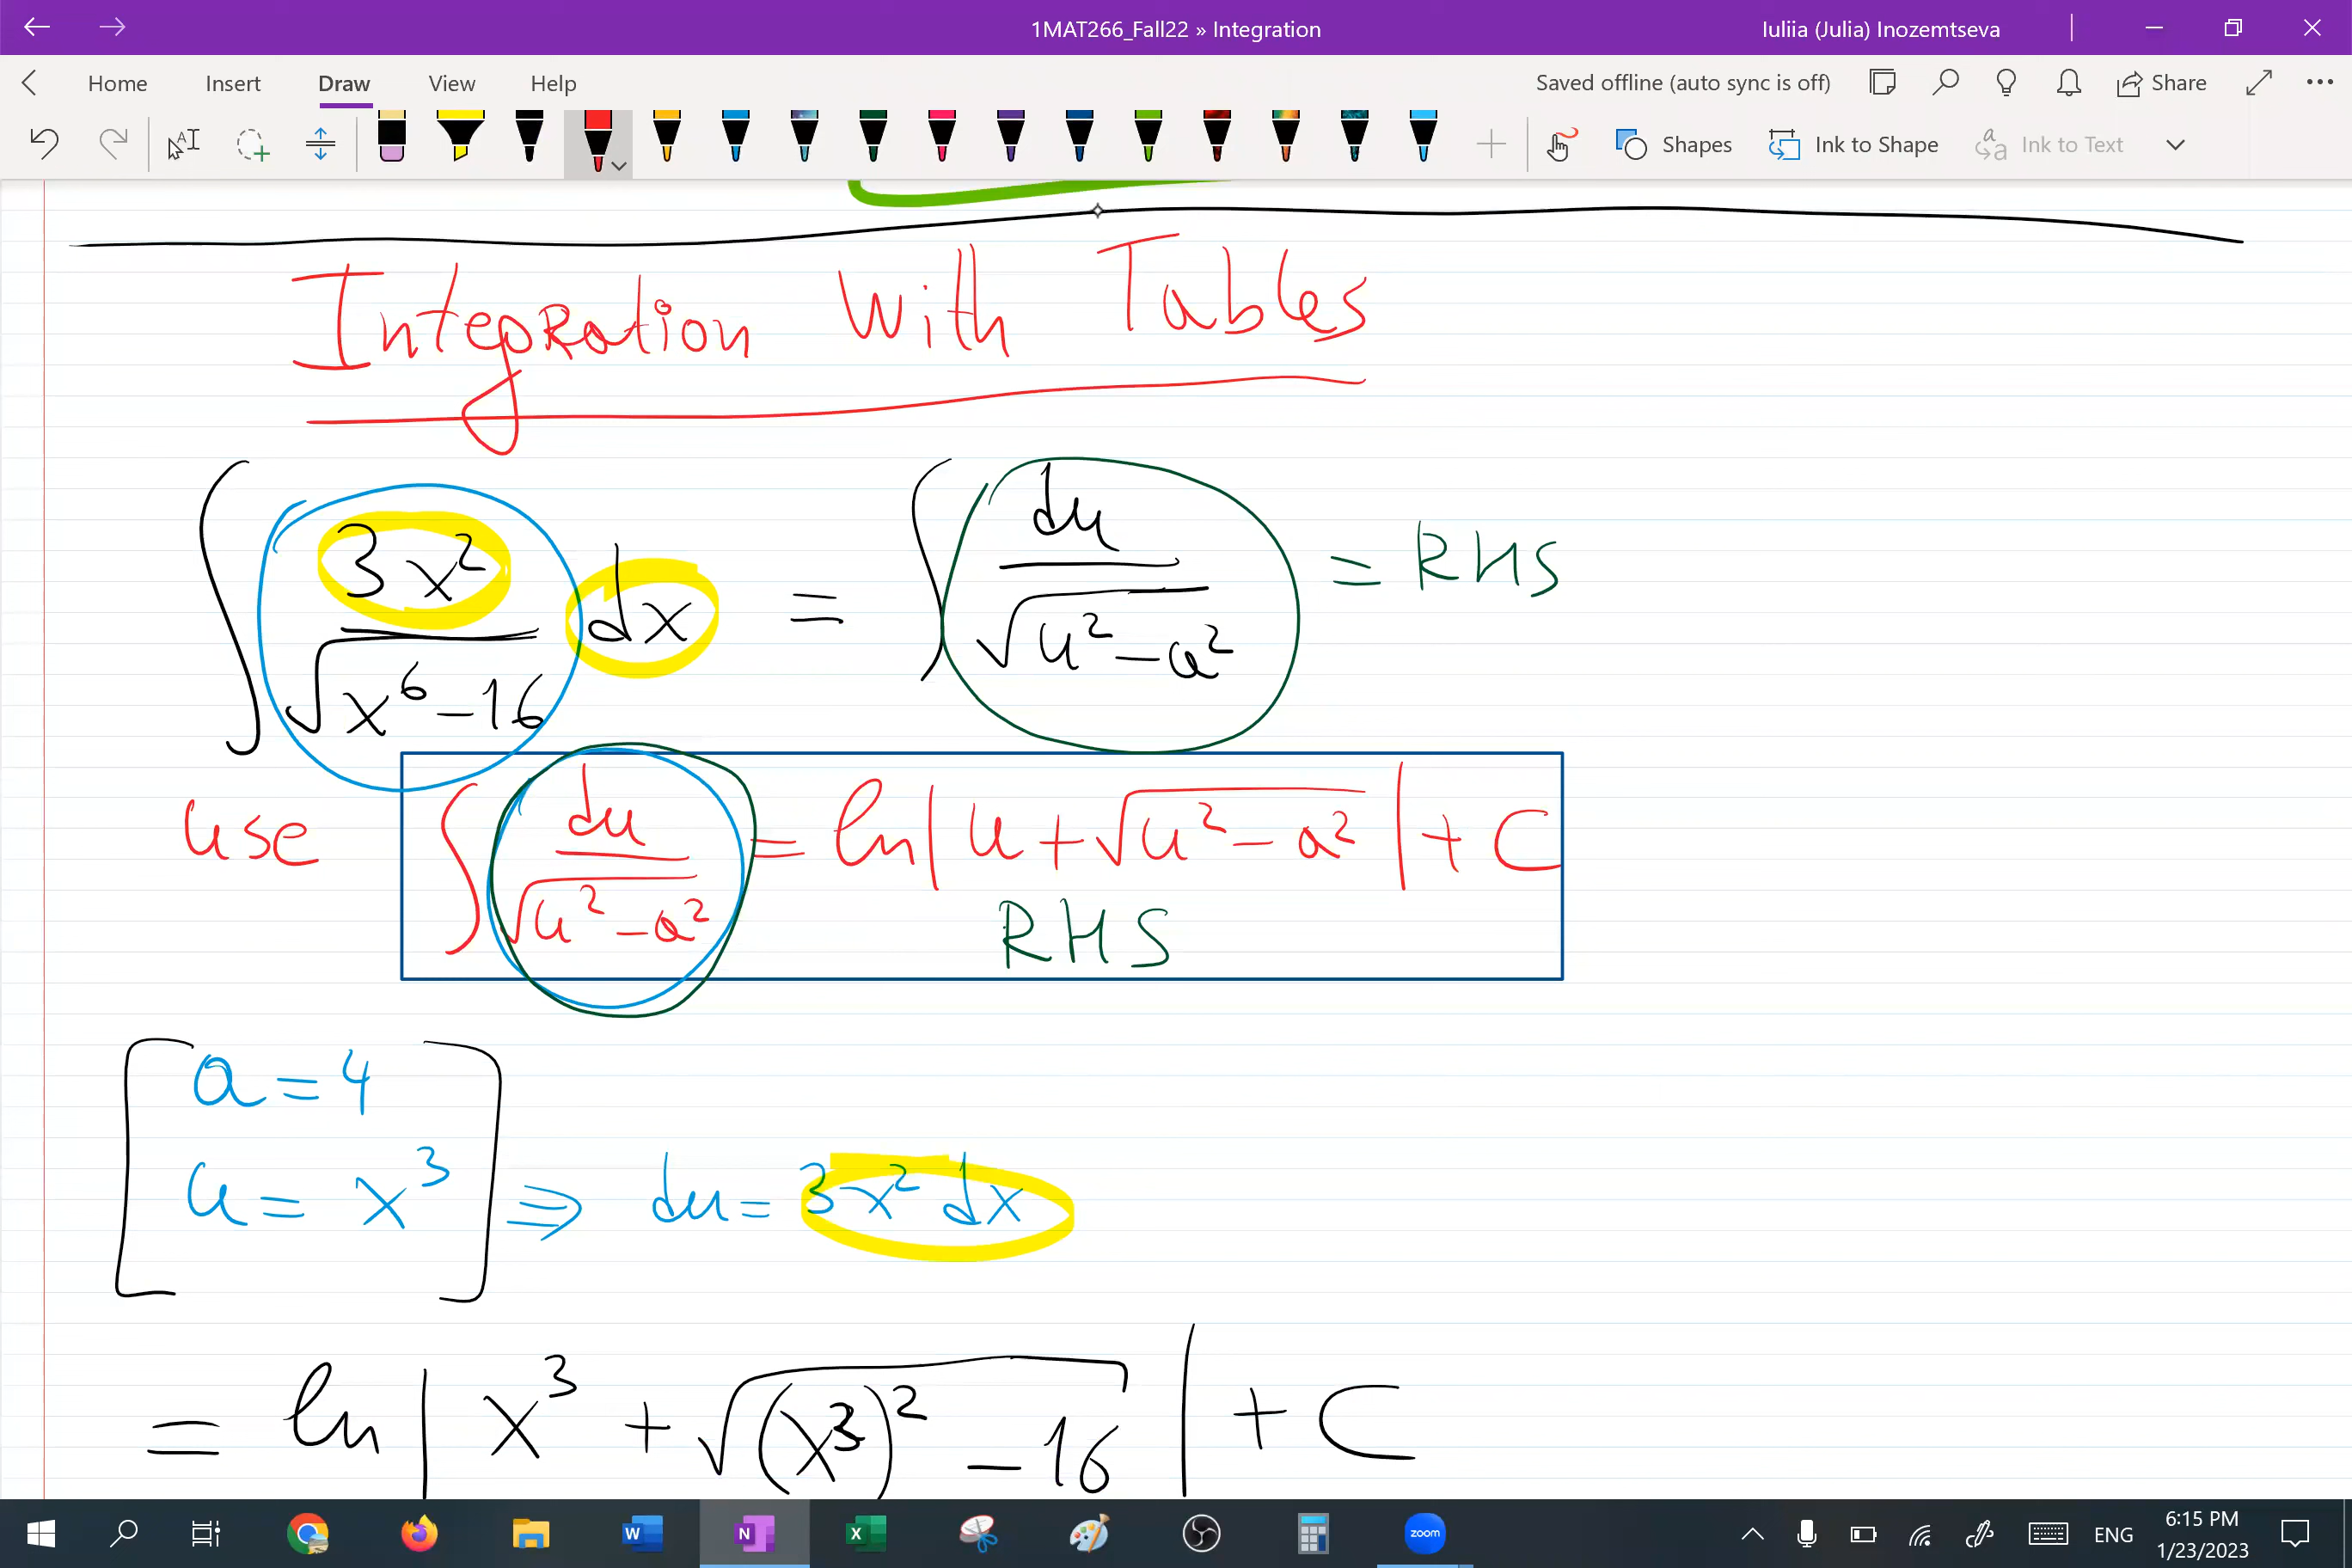 1MAT266_Fall22 » Integration
Iuliia (Julia) Inozemtseva
Home Insert Draw View Help
Saved offline (auto sync is off)
Share
Shapes
Ink to Shape
Ink to Text
Integration With Tables
∫ 3x² / √(x⁶ − 16) dx = ∫ du / √(u² − a²) = RHS
use ∫ du / √(u² − a²) = ln | u + √(u² − a²) | + C
RHS
a = 4
u = x³ ⇒ du = 3x² dx
= ln | x³ + √((x³)² − 16) | + C
zoom
ENG
6:15 PM
1/23/2023